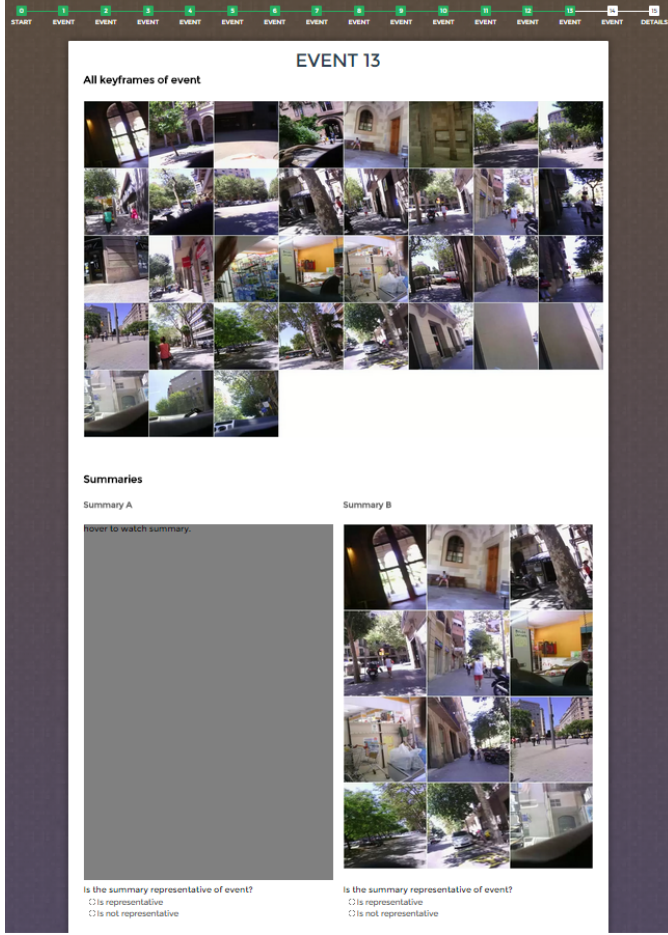 0 1 2 3 4 5 6 7 8 9 10 11 12 13 14 15
START EVENT EVENT EVENT EVENT EVENT EVENT EVENT EVENT EVENT EVENT EVENT EVENT EVENT EVENT DETAILS
EVENT 13
All keyframes of event
Summaries
Summary A
Summary B
hover to watch summary.
Is the summary representative of event?
Is representative
Is not representative
Is the summary representative of event?
Is representative
Is not representative